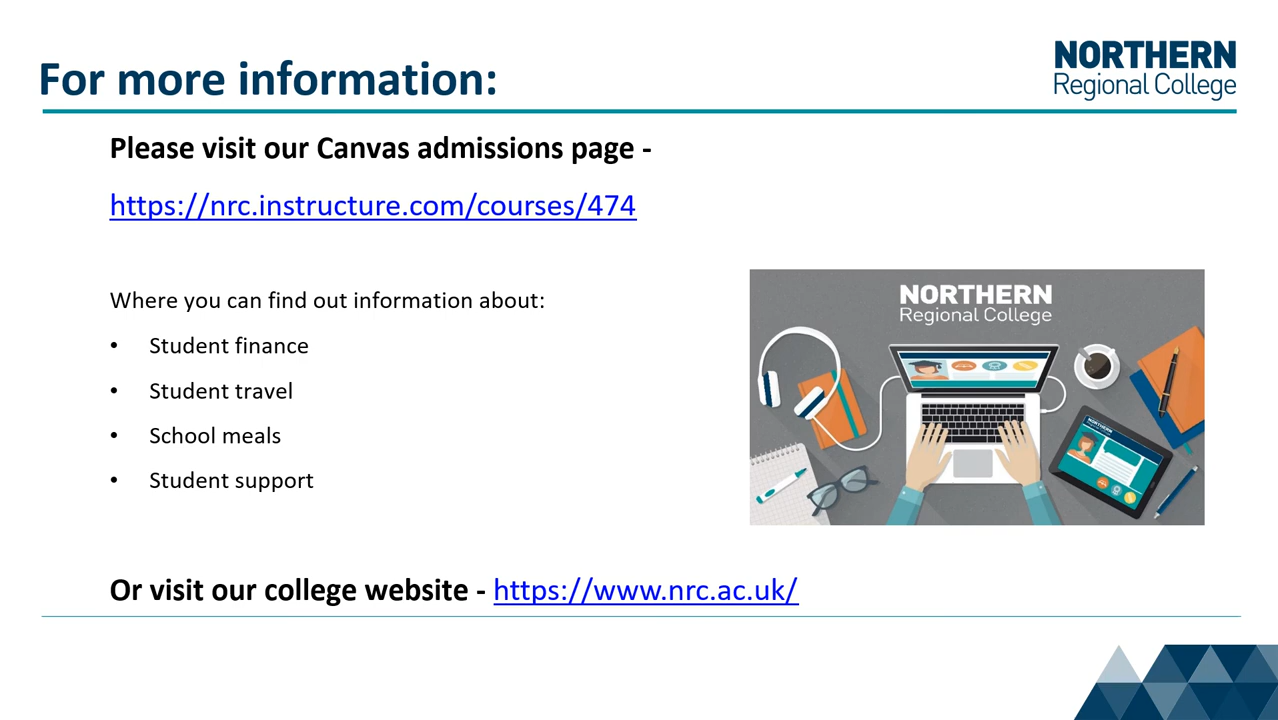 For more information:
NORTHERN
Regional College
Please visit our Canvas admissions page -
https://nrc.instructure.com/courses/474
Where you can find out information about:
• Student finance
• Student travel
• School meals
• Student support
NORTHERN
Regional College
Or visit our college website - https://www.nrc.ac.uk/